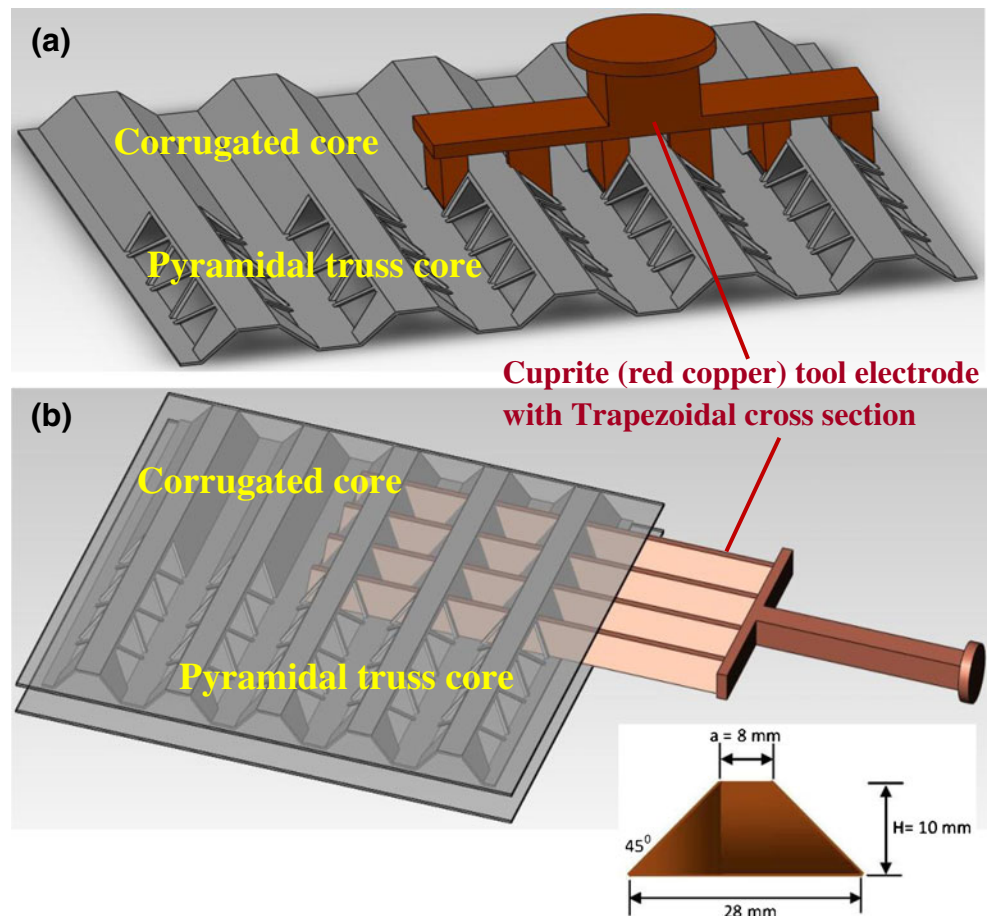 (a)
Corrugated core
Pyramidal truss core
Cuprite (red copper) tool electrode
with Trapezoidal cross section
(b)
Corrugated core
Pyramidal truss core
a = 8 mm
H= 10 mm
45⁰
28 mm